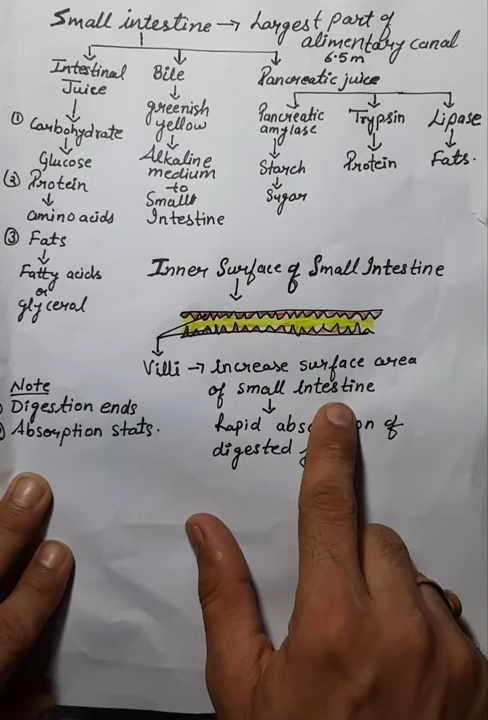 Small intestine → Largest part of
alimentary canal
6.5m
Intestinal
Juice
① Carbohydrate
Glucose
② Protein
amino acids
③ Fats
Fatty acids
or
glyceral
Bile
greenish
yellow
Alkaline
medium
to
Small
Intestine
Pancreatic juice
Pancreatic
amylase
Starch
Sugar
Trypsin
Protein
Lipase
Fats.
Inner Surface of Small Intestine
Villi → increase surface area
of small Intestine
Rapid of
digested
Note
Digestion ends
Absorption stats.